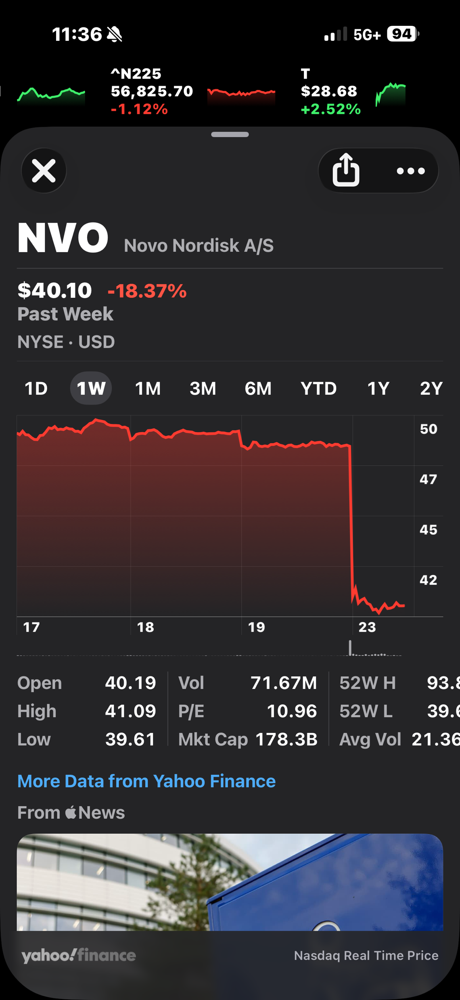 11:36
5G+ 94
^N225
56,825.70
-1.12%
T
$28.68
+2.52%
NVO Novo Nordisk A/S
$40.10 -18.37%
Past Week
NYSE · USD
1D 1W 1M 3M 6M YTD 1Y 2Y
50
47
45
42
17 18 19 23
Open 40.19 Vol 71.67M 52W H 93.8
High 41.09 P/E 10.96 52W L 39.6
Low 39.61 Mkt Cap 178.3B Avg Vol 21.36
More Data from Yahoo Finance
From News
yahoo!finance Nasdaq Real Time Price